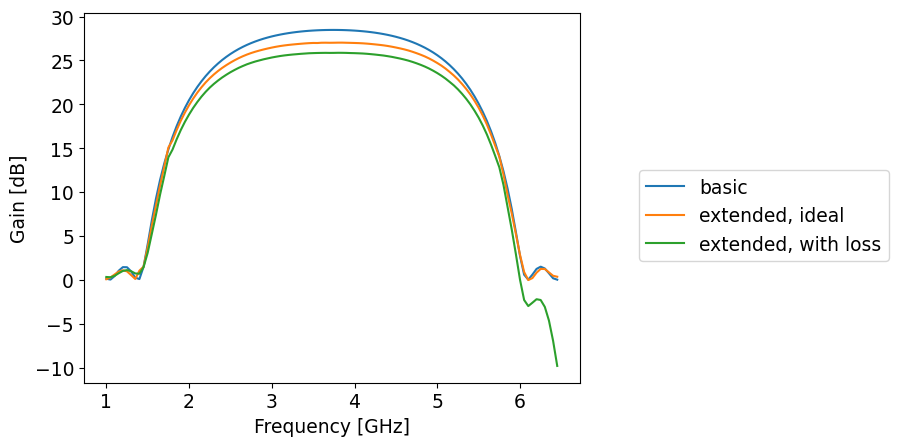 30
25
20
15
10
5
0
−5
−10
Gain [dB]
1 2 3 4 5 6
Frequency [GHz]
basic
extended, ideal
extended, with loss